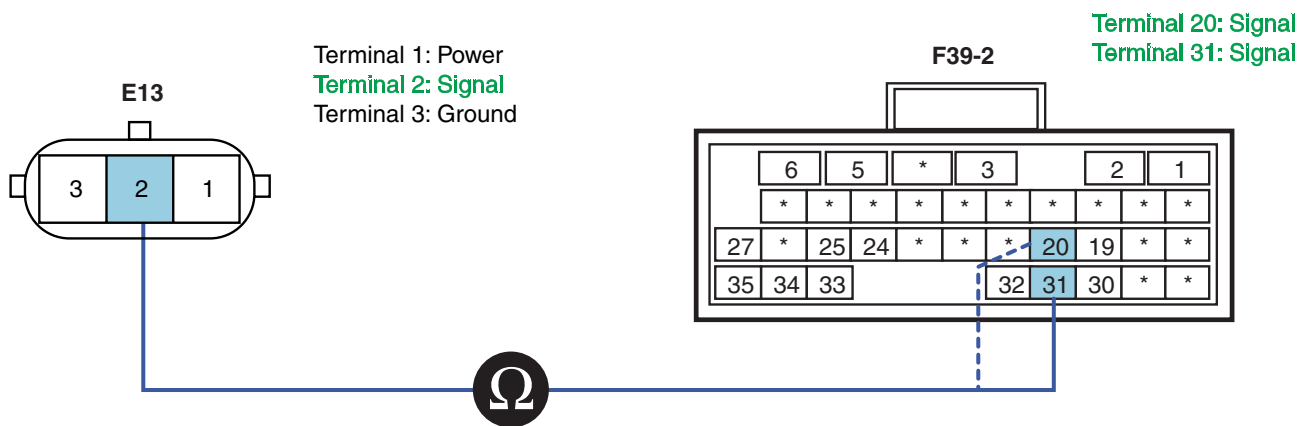 Terminal 20: Signal
Terminal 31: Signal
Terminal 1: Power
Terminal 2: Signal
Terminal 3: Ground
E13
F39-2
3 2 1
6 5 * 3 2 1
* * * * * * * * * *
27 * 25 24 * * * 20 19 * *
35 34 33 32 31 30 * *
Ω